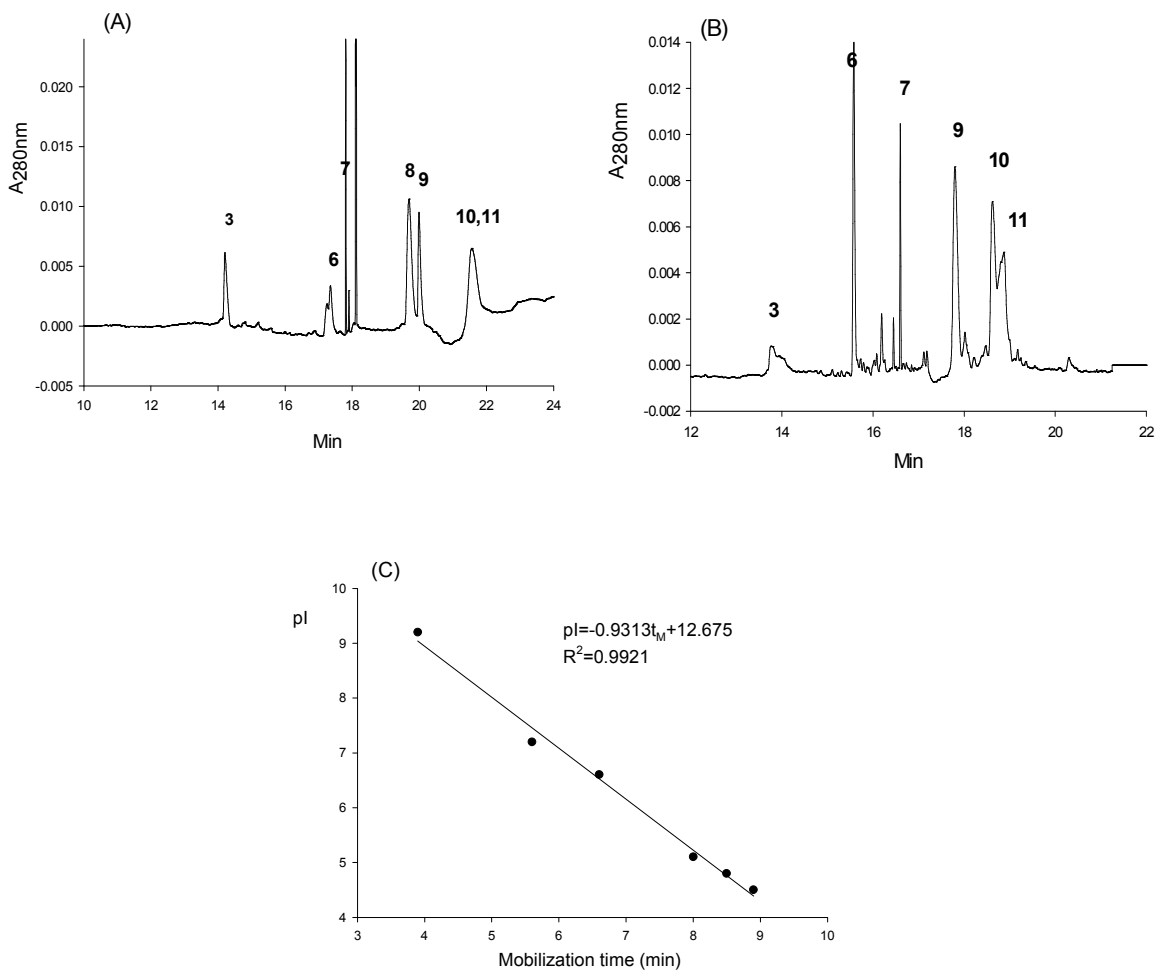 (A)
A280nm
0.020
0.015
0.010
0.005
0.000
-0.005
3
6
7
8
9
10,11
10 12 14 16 18 20 22 24
Min
(B)
A280nm
0.014
0.012
0.010
0.008
0.006
0.004
0.002
0.000
-0.002
3
6
7
9
10
11
12 14 16 18 20 22
Min
(C)
pI
10
9
8
7
6
5
4
pI=-0.9313tM+12.675
R2=0.9921
3 4 5 6 7 8 9 10
Mobilization time (min)